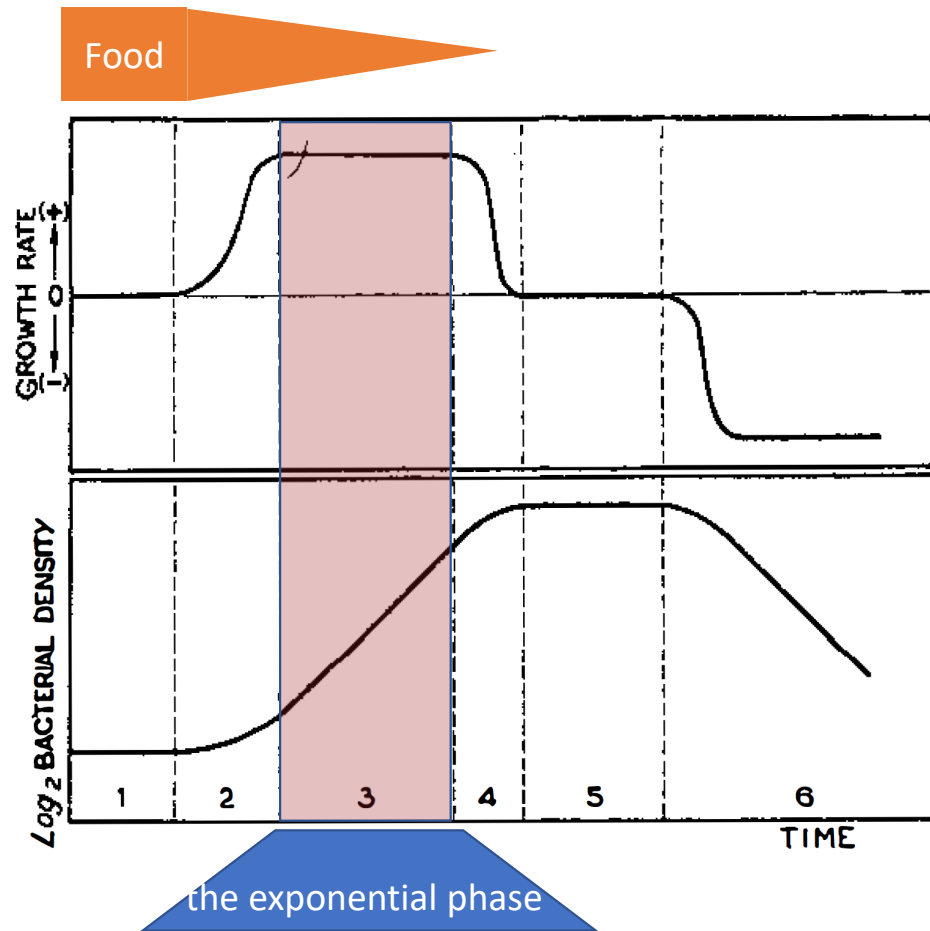 Food
GROWTH RATE
(-) ← 0 → (+)
Log₂ BACTERIAL DENSITY
1 2 3 4 5 6
TIME
the exponential phase